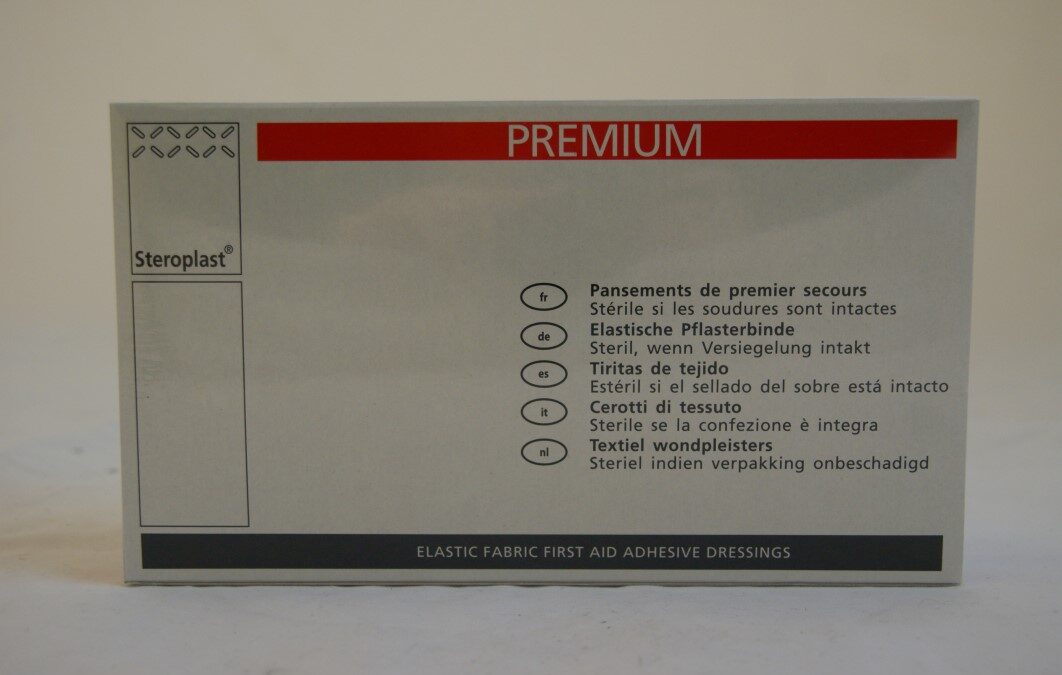 PREMIUM
Steroplast®
fr
Pansements de premier secours
Stérile si les soudures sont intactes
de
Elastische Pflasterbinde
Steril, wenn Versiegelung intakt
es
Tiritas de tejido
Estéril si el sellado del sobre está intacto
it
Cerotti di tessuto
Sterile se la confezione è integra
nl
Textiel wondpleisters
Steriel indien verpakking onbeschadigd
ELASTIC FABRIC FIRST AID ADHESIVE DRESSINGS